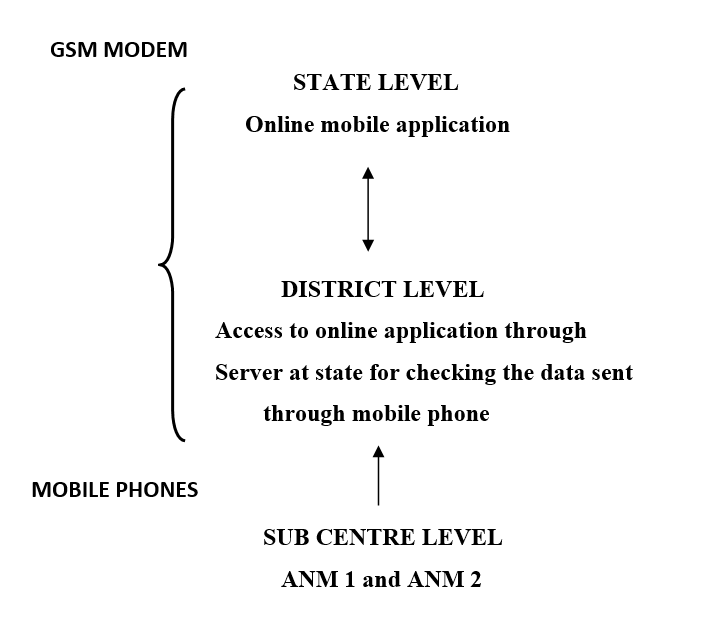 GSM MODEM
STATE LEVEL
Online mobile application
DISTRICT LEVEL
Access to online application through
Server at state for checking the data sent
through mobile phone
MOBILE PHONES
SUB CENTRE LEVEL
ANM 1 and ANM 2